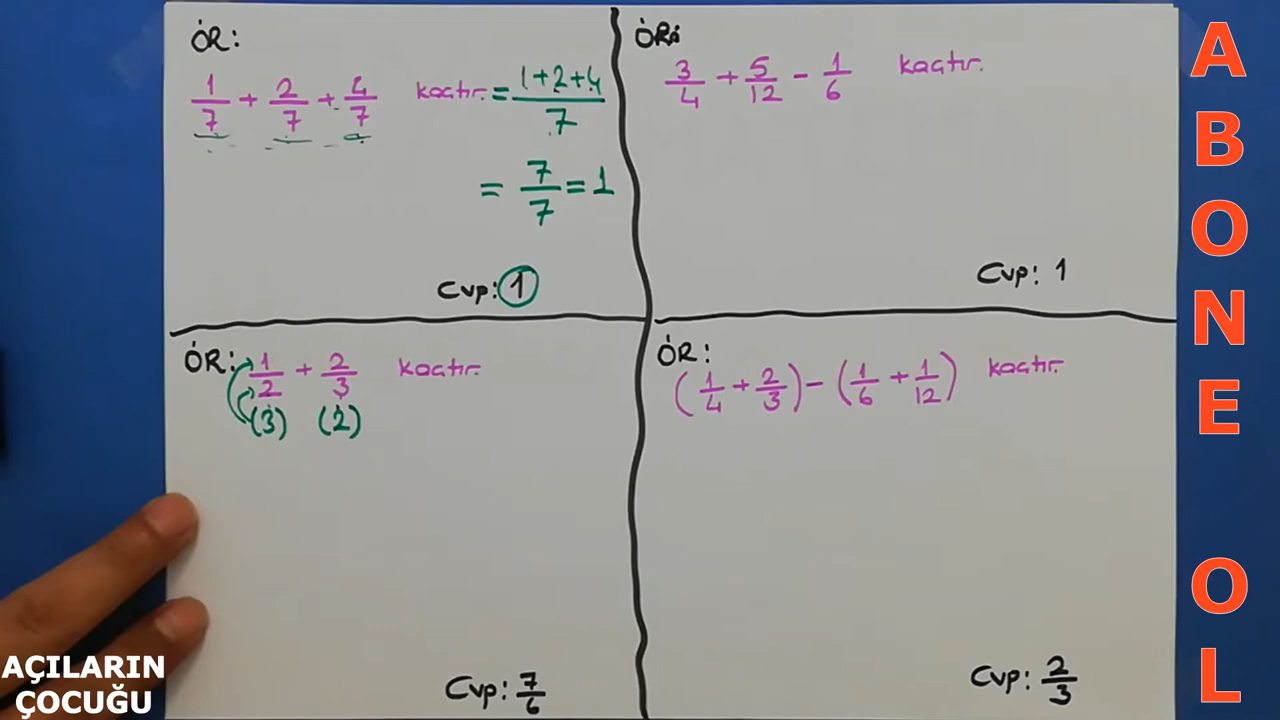 ÖR:
1/7 + 2/7 + 4/7 kaçtır. = 1+2+4/7
= 7/7 = 1
Cvp: 1
ÖR:
3/4 + 5/12 - 1/6 kaçtır.
Cvp: 1
ÖR: 1/2 + 2/3 kaçtır.
(3) (2)
Cvp: 7/6
ÖR:
(1/4 + 2/3) - (1/6 + 1/12) kaçtır.
Cvp: 2/3
ABONE OL
AÇILARIN
ÇOCUĞU